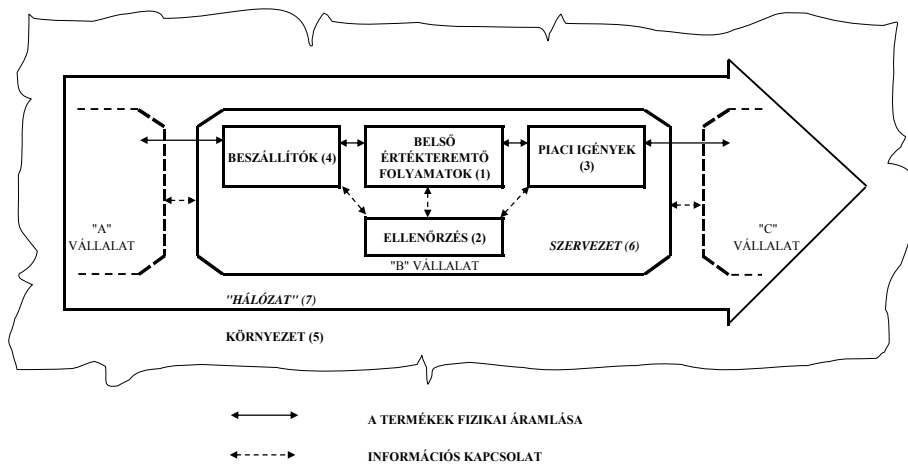 BESZÁLLÍTÓK (4)
BELSŐ
ÉRTÉKTEREMTŐ
FOLYAMATOK (1)
PIACI IGÉNYEK
(3)
"A"
VÁLLALAT
ELLENŐRZÉS (2)
SZERVEZET (6)
"C"
VÁLLALAT
"B" VÁLLALAT
"HÁLÓZAT" (7)
KÖRNYEZET (5)
A TERMÉKEK FIZIKAI ÁRAMLÁSA
INFORMÁCIÓS KAPCSOLAT